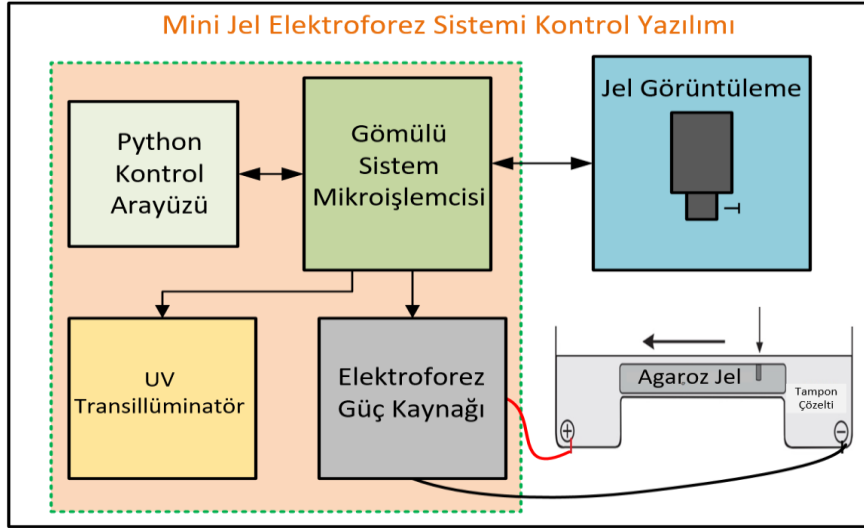 Mini Jel Elektroforez Sistemi Kontrol Yazılımı
Python
Kontrol
Arayüzü
Gömülü
Sistem
Mikroişlemcisi
Jel Görüntüleme
UV
Transillüminatör
Elektroforez
Güç Kaynağı
Agaroz Jel
Tampon
Çözelti
+
−